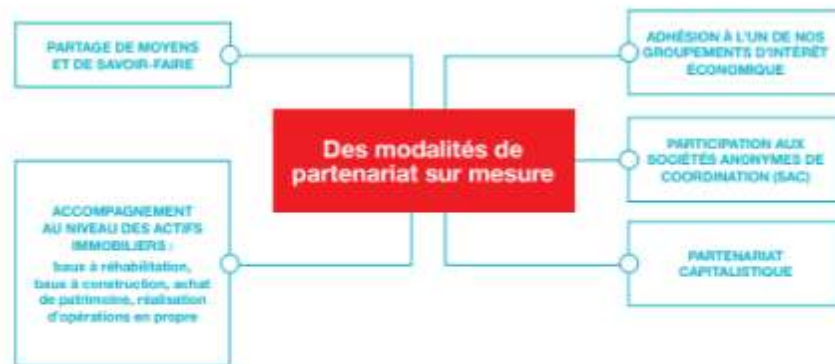 PARTAGE DE MOYENS
ET DE SAVOIR-FAIRE
ACCOMPAGNEMENT
AU NIVEAU DES ACTIFS
IMMOBILIERS :
baux à réhabilitation,
baux à construction, achat
de patrimoine, réalisation
d'opérations en propre
Des modalités de
partenariat sur mesure
ADHÉSION À L'UN DE NOS
GROUPEMENTS D'INTÉRÊT
ÉCONOMIQUE
PARTICIPATION AUX
SOCIÉTÉS ANONYMES DE
COORDINATION (SAC)
PARTENARIAT
CAPITALISTIQUE